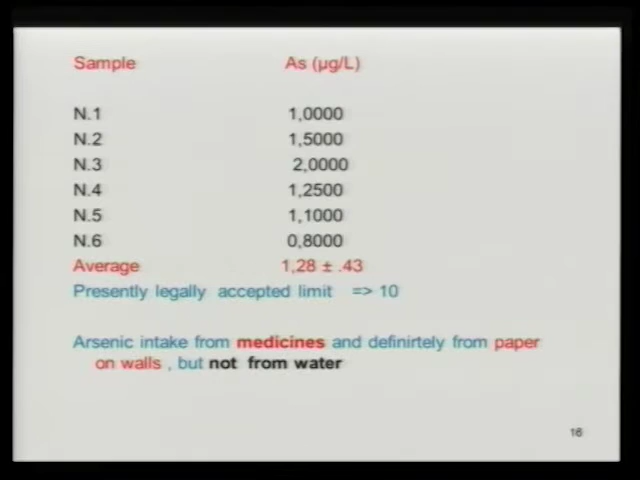 Sample As (µg/L)
N.1 1,0000
N.2 1,5000
N.3 2,0000
N.4 1,2500
N.5 1,1000
N.6 0,8000
Average 1,28 ± .43
Presently legally accepted limit => 10
Arsenic intake from medicines and definirtely from paper
on walls , but not from water
16